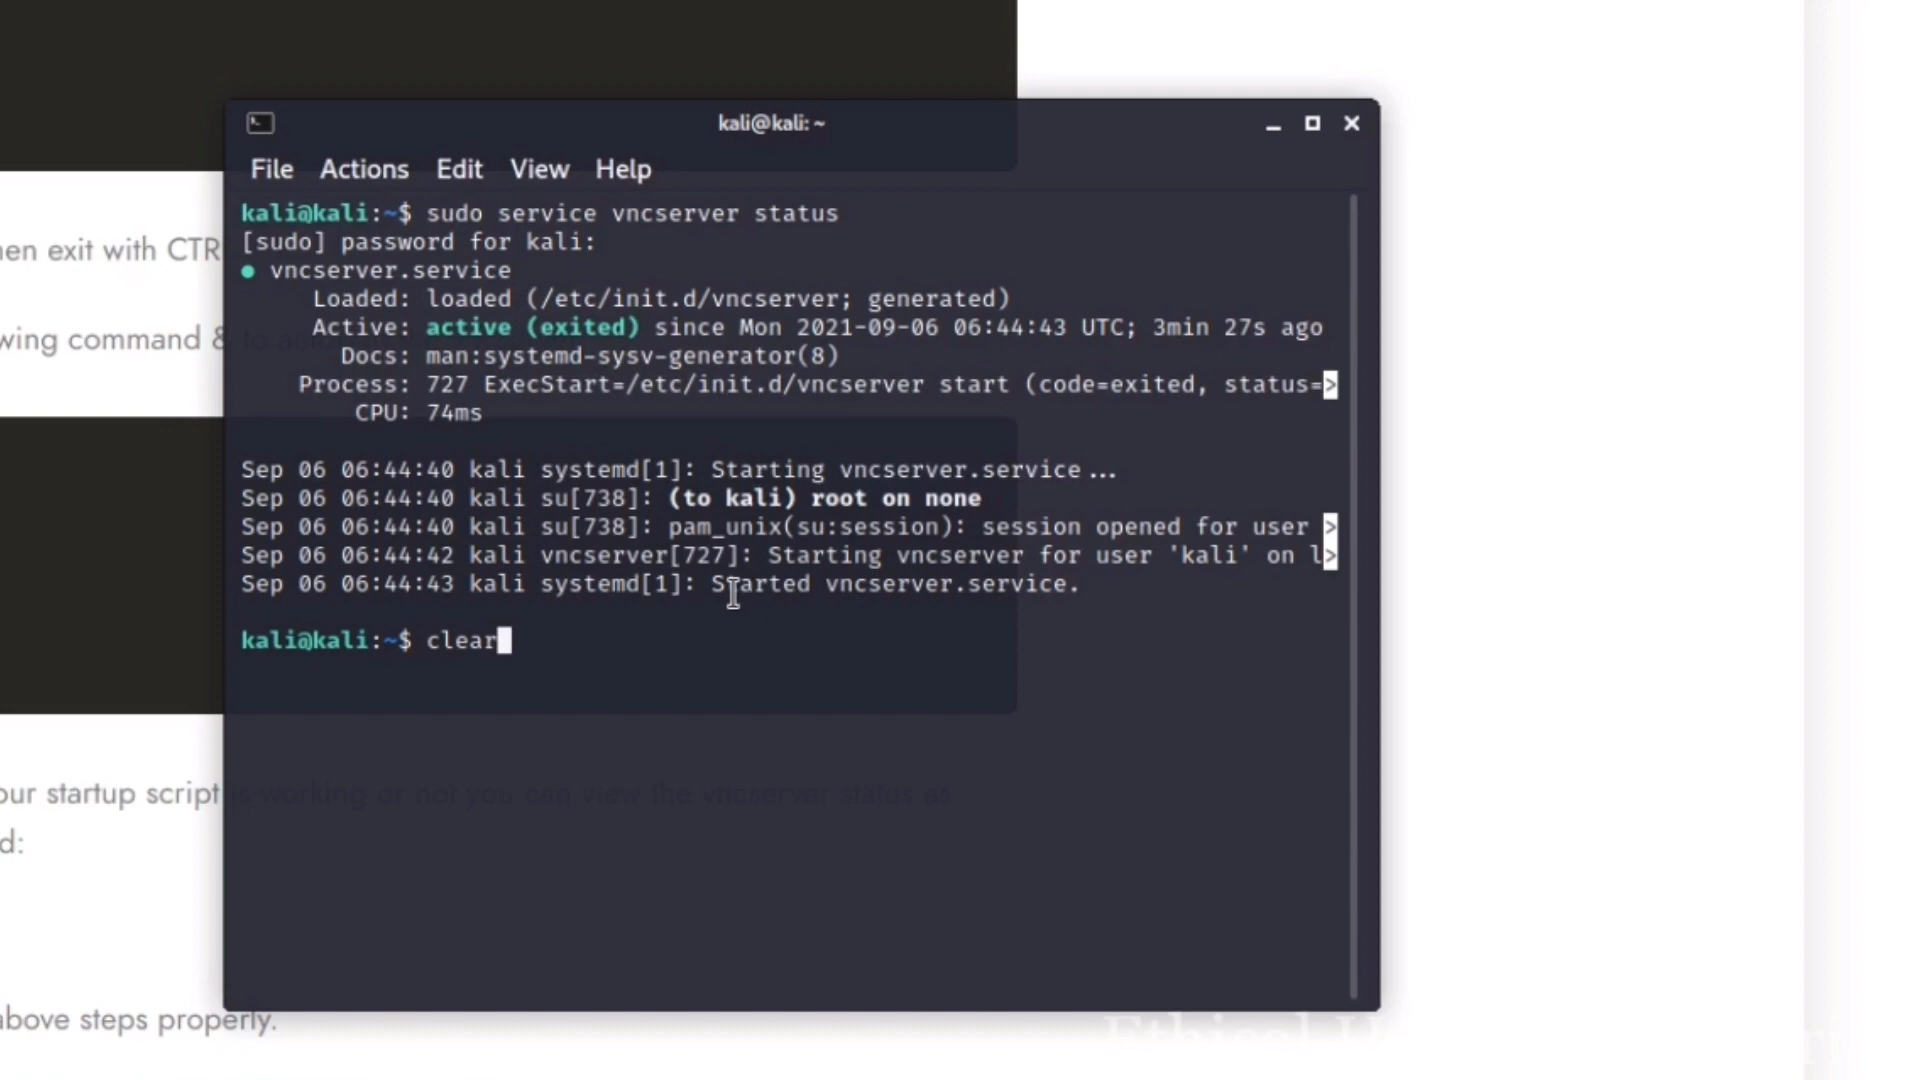 kali@kali: ~
File Actions Edit View Help
kali@kali:~$ sudo service vncserver status
[sudo] password for kali:
● vncserver.service
Loaded: loaded (/etc/init.d/vncserver; generated)
Active: active (exited) since Mon 2021-09-06 06:44:43 UTC; 3min 27s ago
Docs: man:systemd-sysv-generator(8)
Process: 727 ExecStart=/etc/init.d/vncserver start (code=exited, status=>
CPU: 74ms
Sep 06 06:44:40 kali systemd[1]: Starting vncserver.service...
Sep 06 06:44:40 kali su[738]: (to kali) root on none
Sep 06 06:44:40 kali su[738]: pam_unix(su:session): session opened for user >
Sep 06 06:44:42 kali vncserver[727]: Starting vncserver for user 'kali' on l>
Sep 06 06:44:43 kali systemd[1]: Started vncserver.service.
kali@kali:~$ clear
hen exit with CTR
wing command & to
our startup script is working or not you can view the vncserver status as
d:
above steps properly.
Ethical